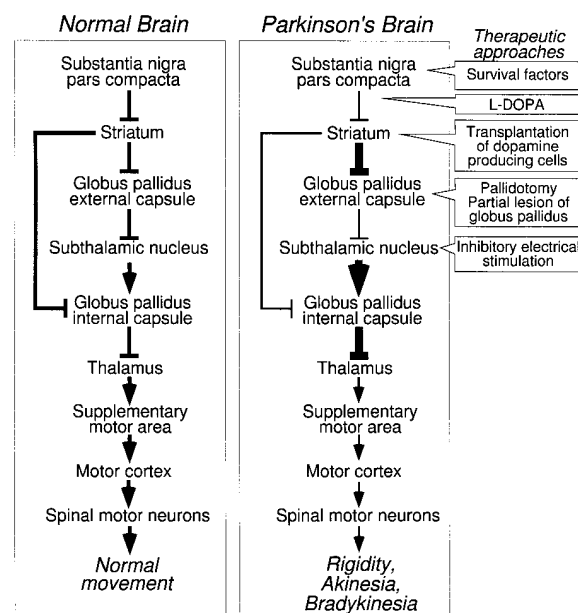 Normal Brain
Substantia nigra
pars compacta
Striatum
Globus pallidus
external capsule
Subthalamic nucleus
Globus pallidus
internal capsule
Thalamus
Supplementary
motor area
Motor cortex
Spinal motor neurons
Normal
movement
Parkinson's Brain
Substantia nigra
pars compacta
Striatum
Globus pallidus
external capsule
Subthalamic nucleus
Globus pallidus
internal capsule
Thalamus
Supplementary
motor area
Motor cortex
Spinal motor neurons
Rigidity,
Akinesia,
Bradykinesia
Therapeutic
approaches
Survival factors
L-DOPA
Transplantation
of dopamine
producing cells
Pallidotomy
Partial lesion of
globus pallidus
Inhibitory electrical
stimulation